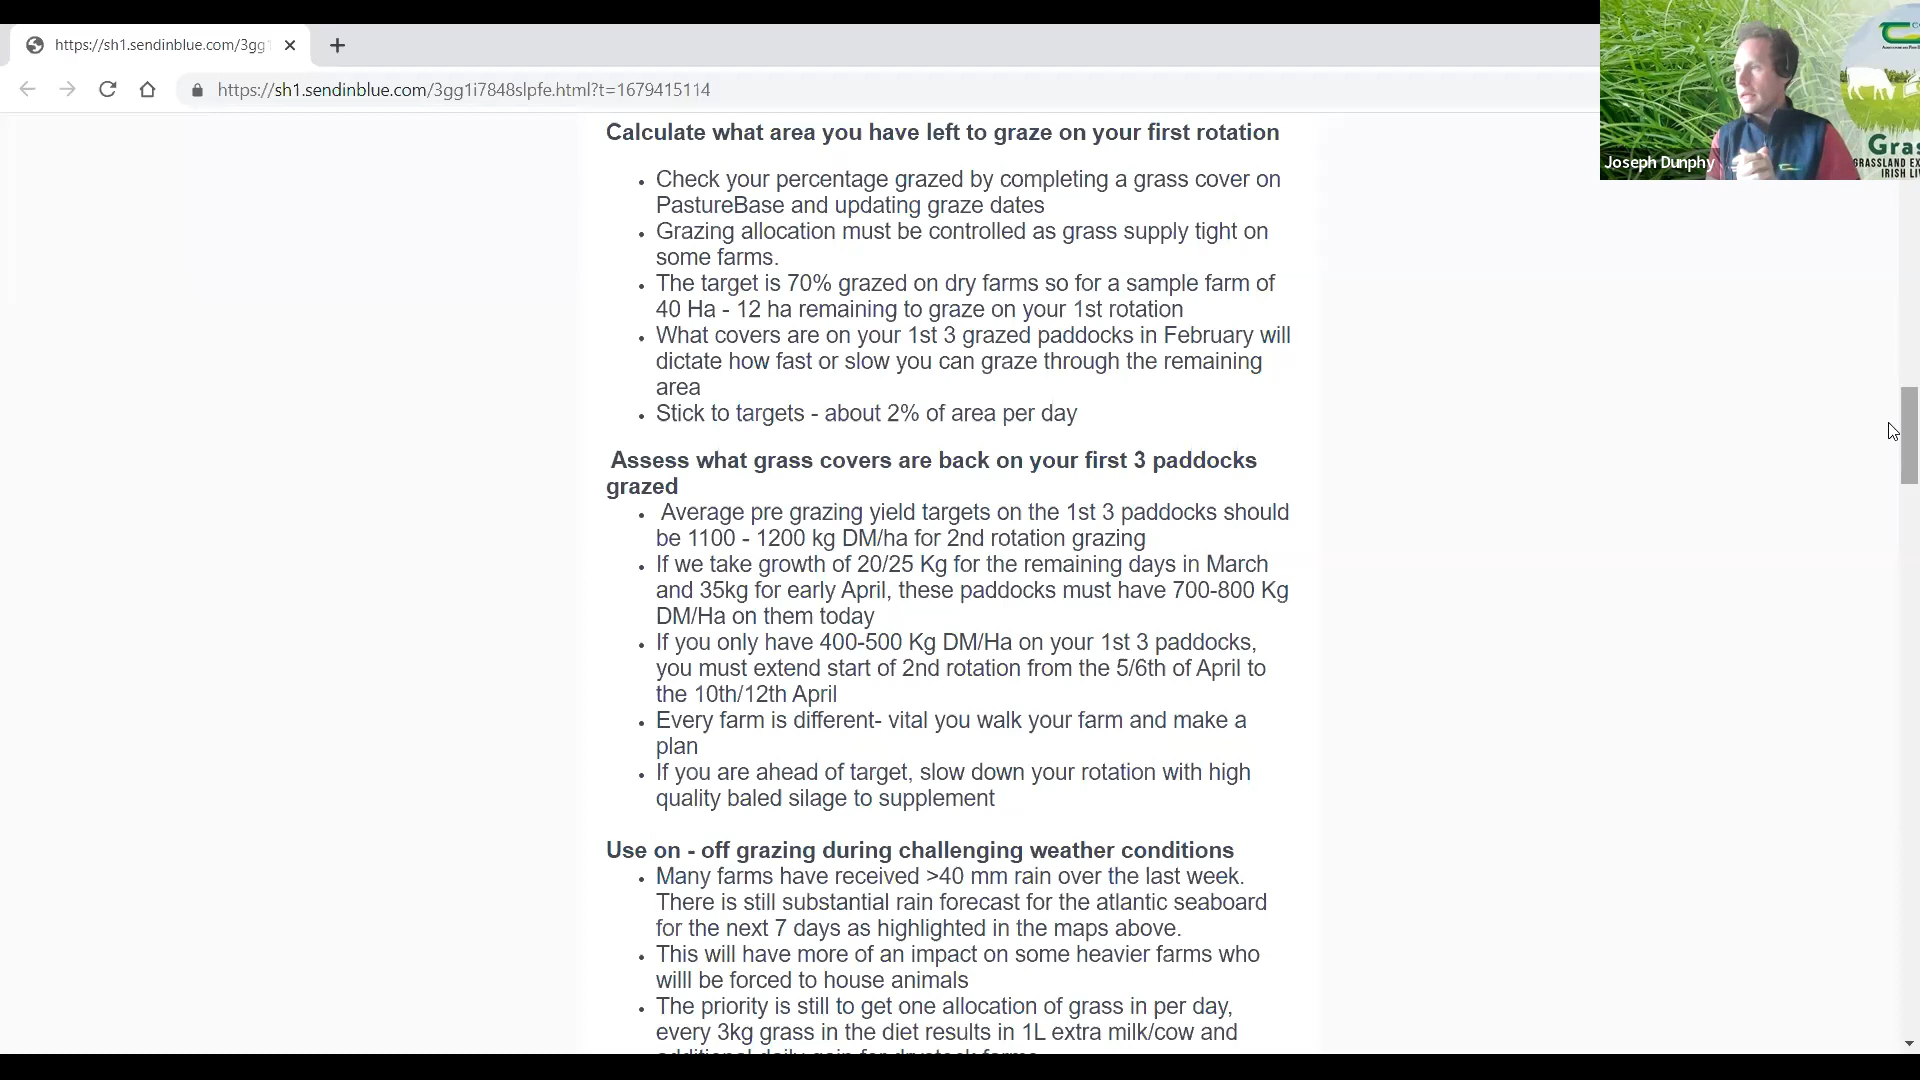 https://sh1.sendinblue.com/3gg1
https://sh1.sendinblue.com/3gg1i7848slpfe.html?t=1679415114
Joseph Dunphy
Gras
GRASSLAND EX
IRISH LIV
Calculate what area you have left to graze on your first rotation
• Check your percentage grazed by completing a grass cover on
PastureBase and updating graze dates
• Grazing allocation must be controlled as grass supply tight on
some farms.
• The target is 70% grazed on dry farms so for a sample farm of
40 Ha - 12 ha remaining to graze on your 1st rotation
• What covers are on your 1st 3 grazed paddocks in February will
dictate how fast or slow you can graze through the remaining
area
• Stick to targets - about 2% of area per day
Assess what grass covers are back on your first 3 paddocks
grazed
• Average pre grazing yield targets on the 1st 3 paddocks should
be 1100 - 1200 kg DM/ha for 2nd rotation grazing
• If we take growth of 20/25 Kg for the remaining days in March
and 35kg for early April, these paddocks must have 700-800 Kg
DM/Ha on them today
• If you only have 400-500 Kg DM/Ha on your 1st 3 paddocks,
you must extend start of 2nd rotation from the 5/6th of April to
the 10th/12th April
• Every farm is different- vital you walk your farm and make a
plan
• If you are ahead of target, slow down your rotation with high
quality baled silage to supplement
Use on - off grazing during challenging weather conditions
• Many farms have received >40 mm rain over the last week.
There is still substantial rain forecast for the atlantic seaboard
for the next 7 days as highlighted in the maps above.
• This will have more of an impact on some heavier farms who
willl be forced to house animals
• The priority is still to get one allocation of grass in per day,
every 3kg grass in the diet results in 1L extra milk/cow and